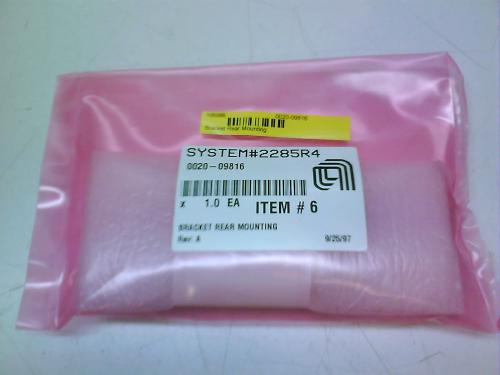 0020-09816
Bracket Rear Mounting
SYSTEM#2285R4
0020-09816
x 1.0 EA ITEM # 6
BRACKET REAR MOUNTING
Rev: A 9/25/97